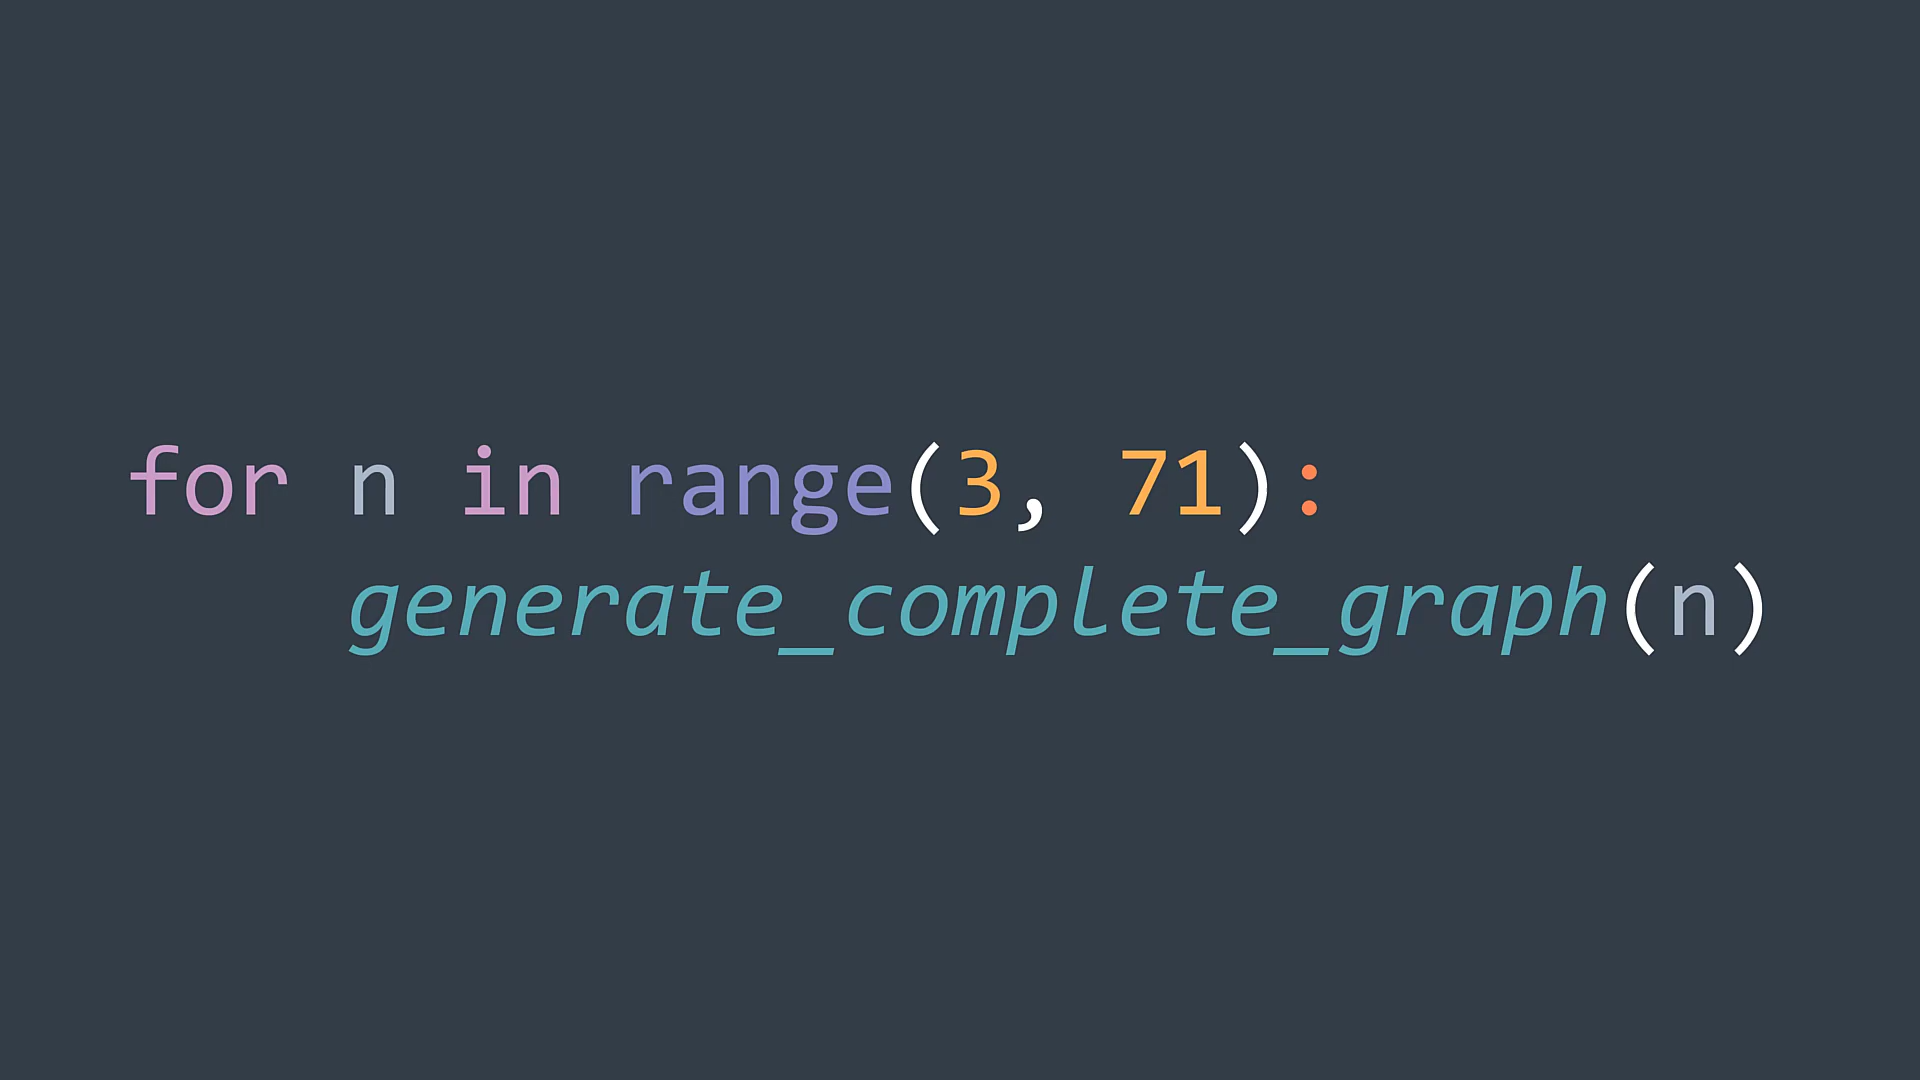 for n in range(3, 71):
    generate_complete_graph(n)